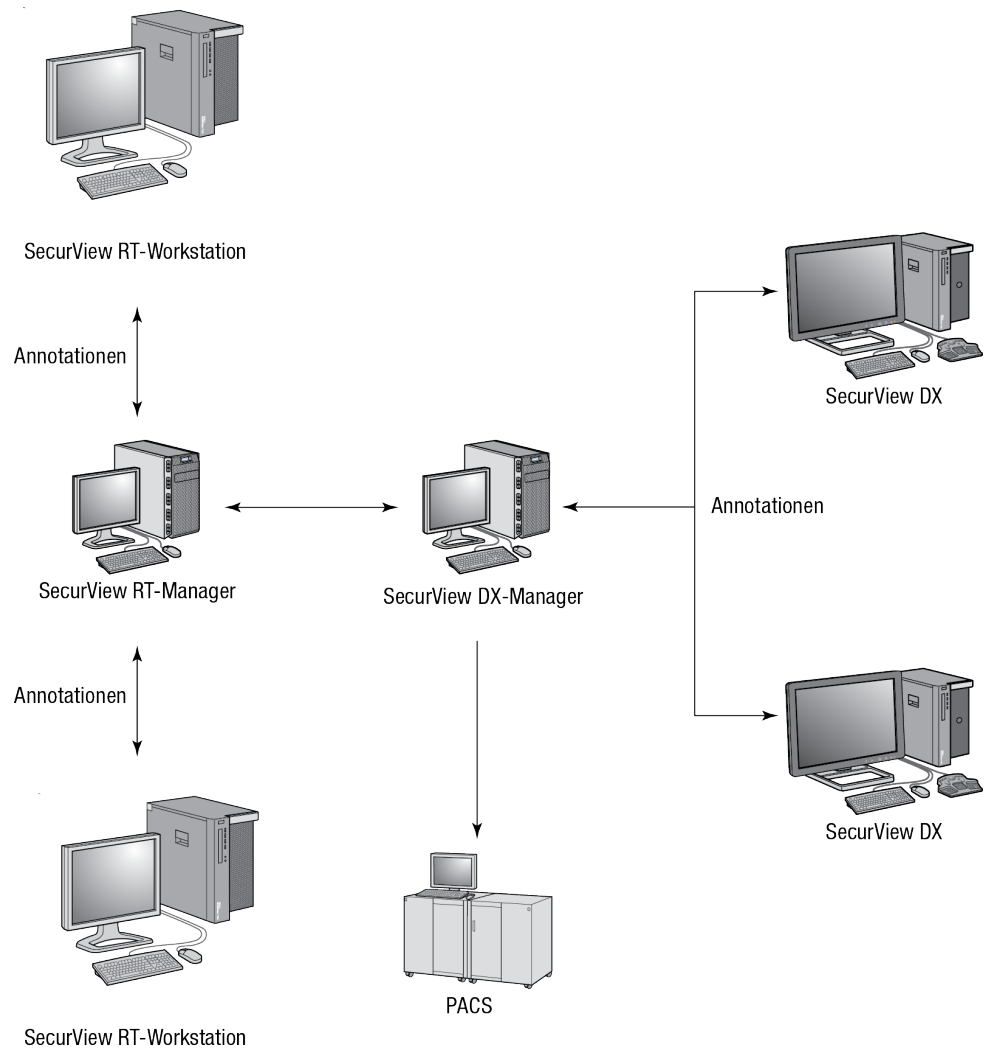 SecurView RT-Workstation
SecurView DX
Annotationen
Annotationen
SecurView RT-Manager
SecurView DX-Manager
Annotationen
SecurView DX
PACS
SecurView RT-Workstation